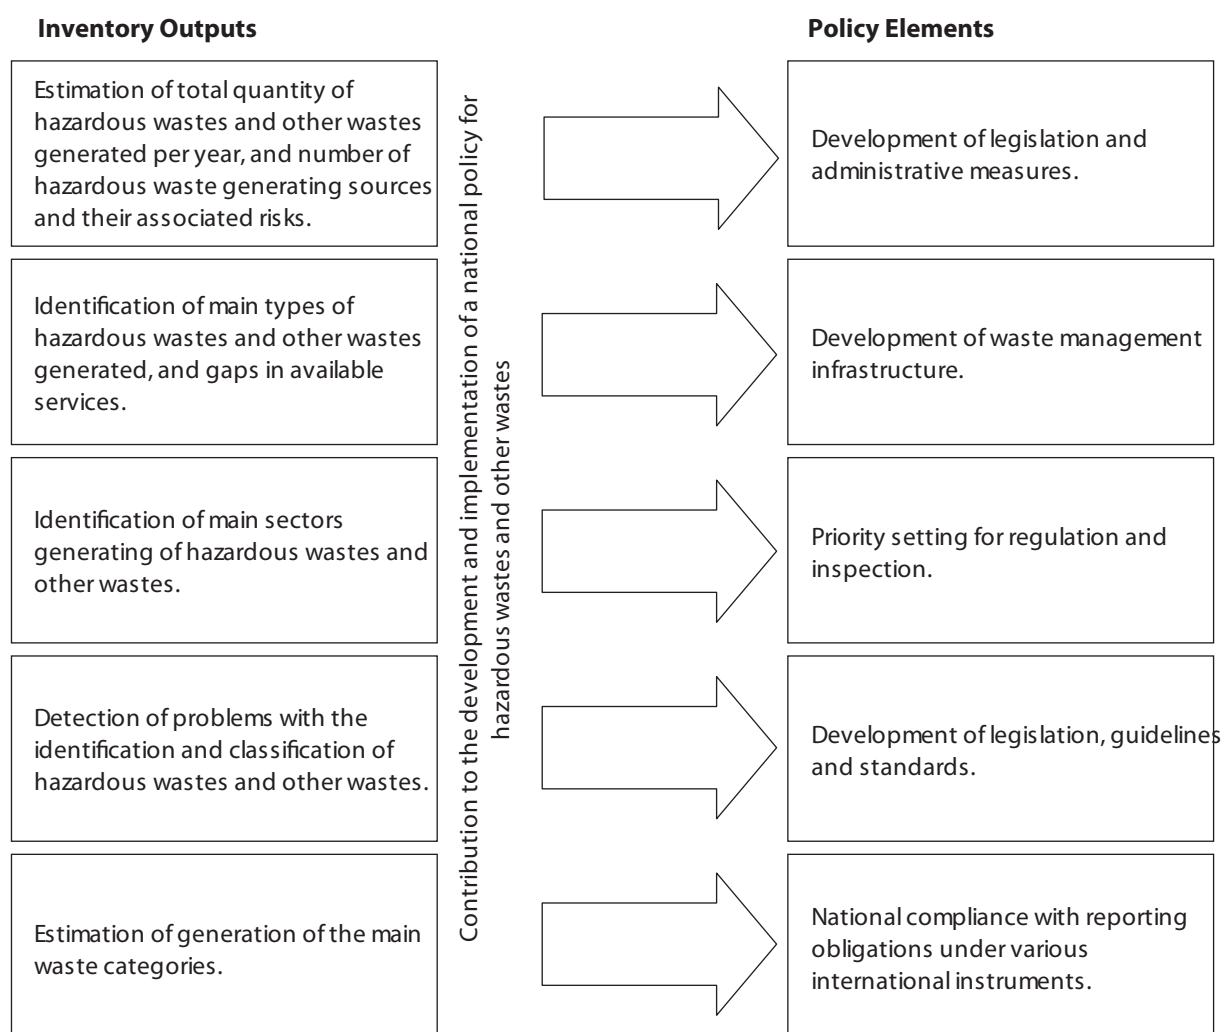 Inventory Outputs
Policy Elements
Estimation of total quantity of
hazardous wastes and other wastes
generated per year, and number of
hazardous waste generating sources
and their associated risks.
Development of legislation and
administrative measures.
Identification of main types of
hazardous wastes and other wastes
generated, and gaps in available
services.
Development of waste management
infrastructure.
Identification of main sectors
generating of hazardous wastes and
other wastes.
Priority setting for regulation and
inspection.
Detection of problems with the
identification and classification of
hazardous wastes and other wastes.
Development of legislation, guidelines
and standards.
Estimation of generation of the main
waste categories.
National compliance with reporting
obligations under various
international instruments.
Contribution to the development and implementation of a national policy for
hazardous wastes and other wastes